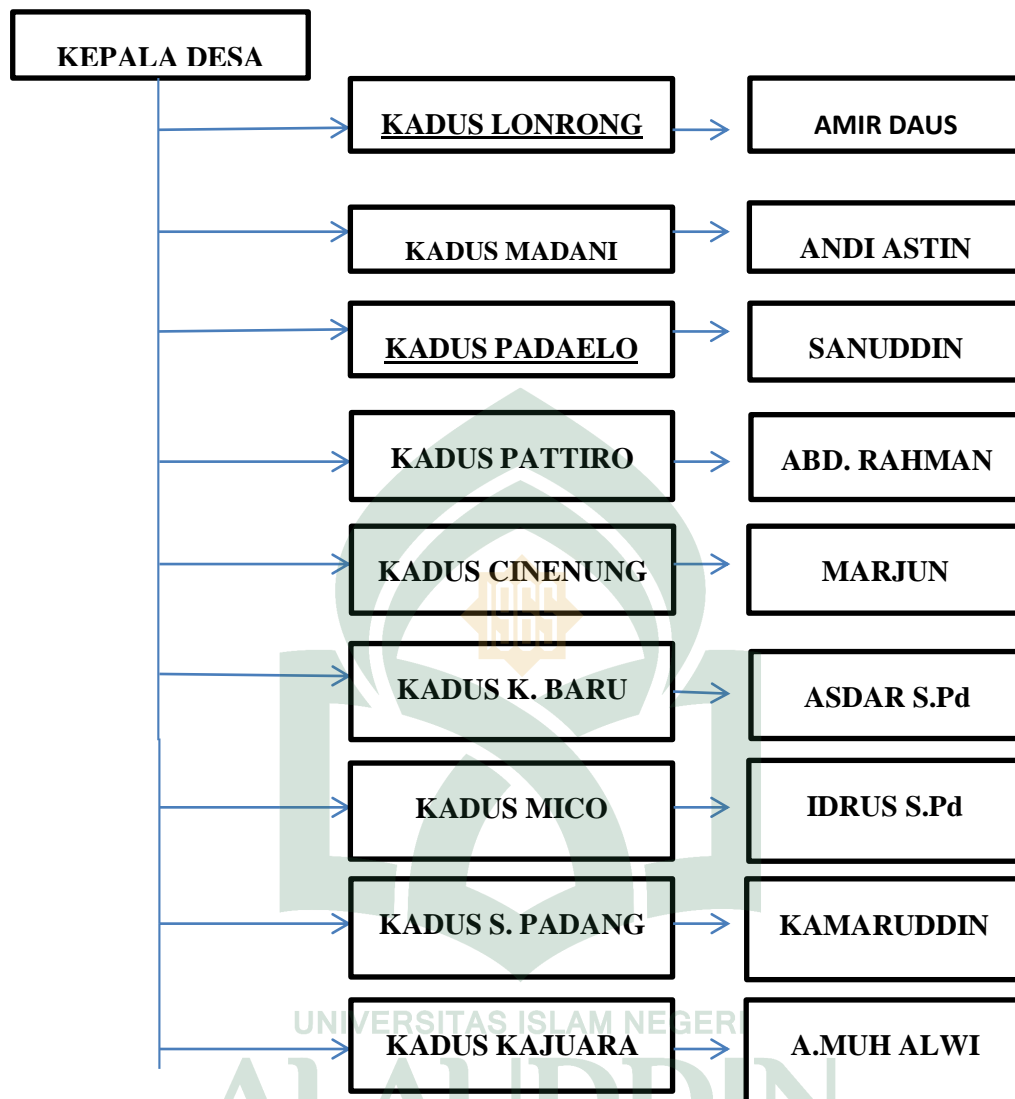 KEPALA DESA
KADUS LONRONG
AMIR DAUS
KADUS MADANI
ANDI ASTIN
KADUS PADAELO
SANUDDIN
KADUS PATTIRO
ABD. RAHMAN
KADUS CINENUNG
MARJUN
KADUS K. BARU
ASDAR S.Pd
KADUS MICO
IDRUS S.Pd
KADUS S. PADANG
KAMARUDDIN
UNIVERSITAS ISLAM NEGERI
KADUS KAJUARA
A.MUH ALWI
ALAUDDIN